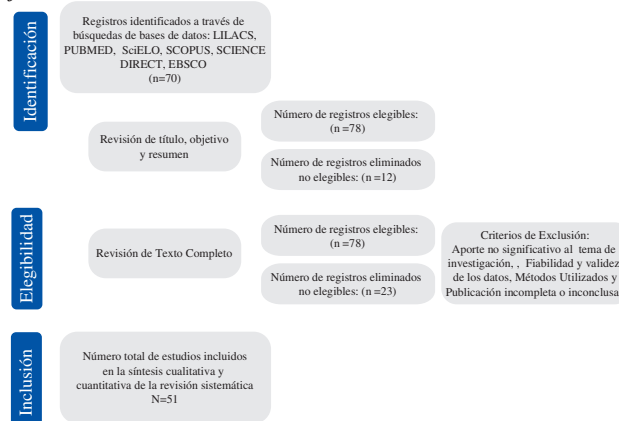 Identificación
Registros identificados a través de
búsquedas de bases de datos: LILACS,
PUBMED, SciELO, SCOPUS, SCIENCE
DIRECT, EBSCO
(n=70)
Revisión de título, objetivo
y resumen
Número de registros elegibles:
(n =78)
Número de registros eliminados
no elegibles: (n =12)
Elegibilidad
Revisión de Texto Completo
Número de registros elegibles:
(n =78)
Número de registros eliminados
no elegibles: (n =23)
Criterios de Exclusión:
Aporte no significativo al tema de
investigación, , Fiabilidad y validez
de los datos, Métodos Utilizados y
Publicación incompleta o inconclusa
Inclusión
Número total de estudios incluidos
en la síntesis cualitativa y
cuantitativa de la revisión sistemática
N=51